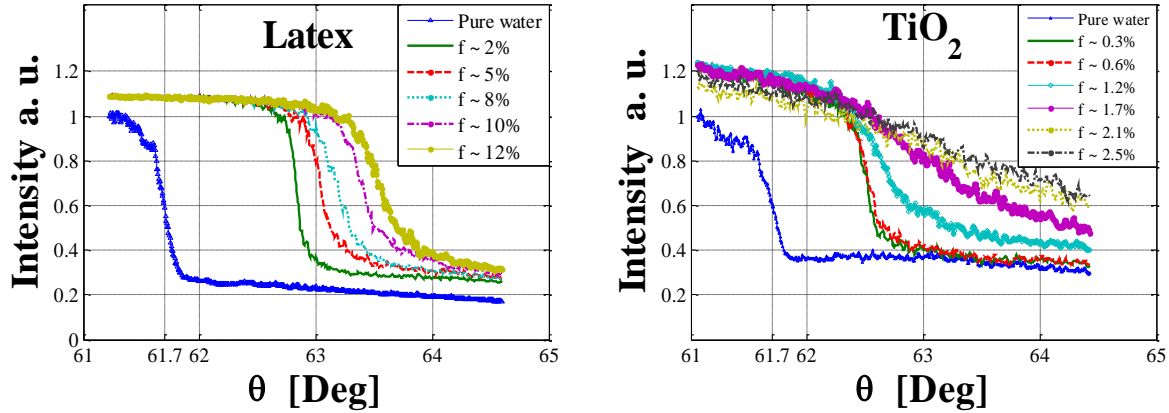 Latex
Pure water
f ~ 2%
f ~ 5%
f ~ 8%
f ~ 10%
f ~ 12%
Intensity a. u.
1.2
1
0.8
0.6
0.4
0.2
0
61
61.7
62
63
64
65
θ [Deg]
TiO2
Pure water
f ~ 0.3%
f ~ 0.6%
f ~ 1.2%
f ~ 1.7%
f ~ 2.1%
f ~ 2.5%
Intensity a. u.
1.2
1
0.8
0.6
0.4
0.2
0
61
61.7
62
63
64
65
θ [Deg]